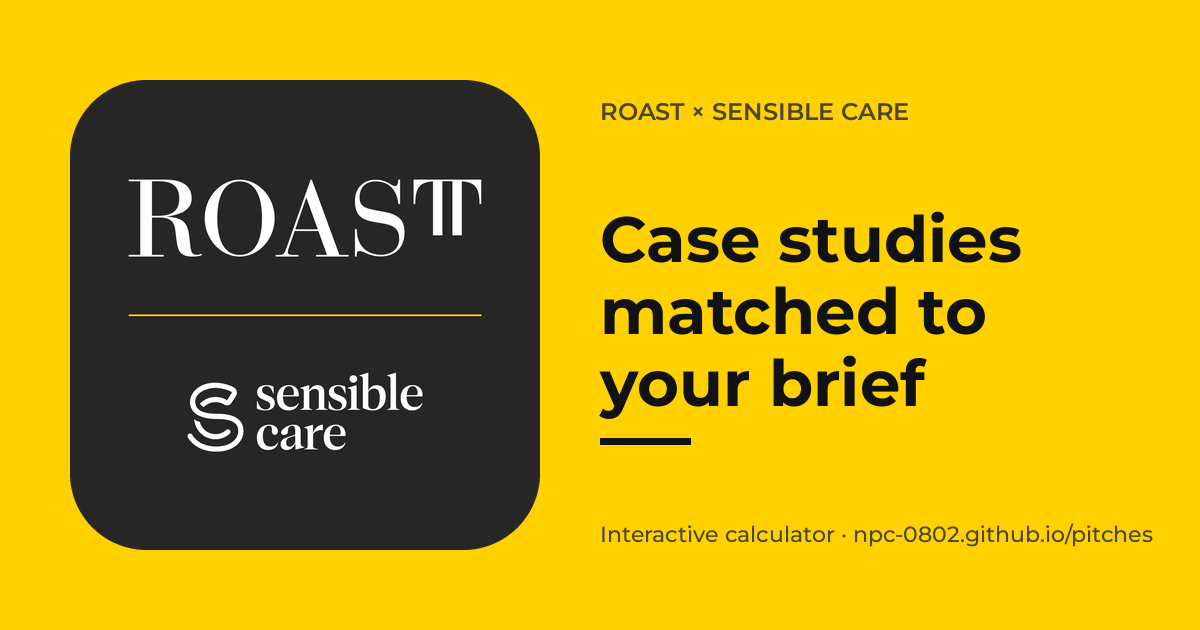 ROAST
sensible
care
ROAST × SENSIBLE CARE
Case studies
matched to
your brief
Interactive calculator · npc-0802.github.io/pitches